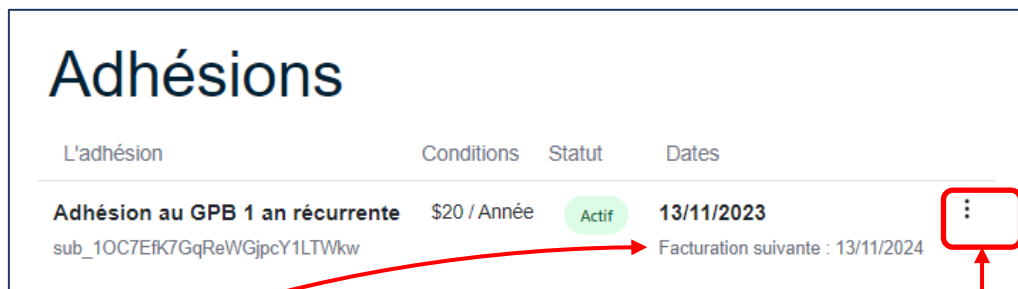 Adhésions
L'adhésion Conditions Statut Dates
Adhésion au GPB 1 an récurrente $20 / Année Actif 13/11/2023
sub_1OC7EfK7GqReWGjpcY1LTWkw Facturation suivante : 13/11/2024